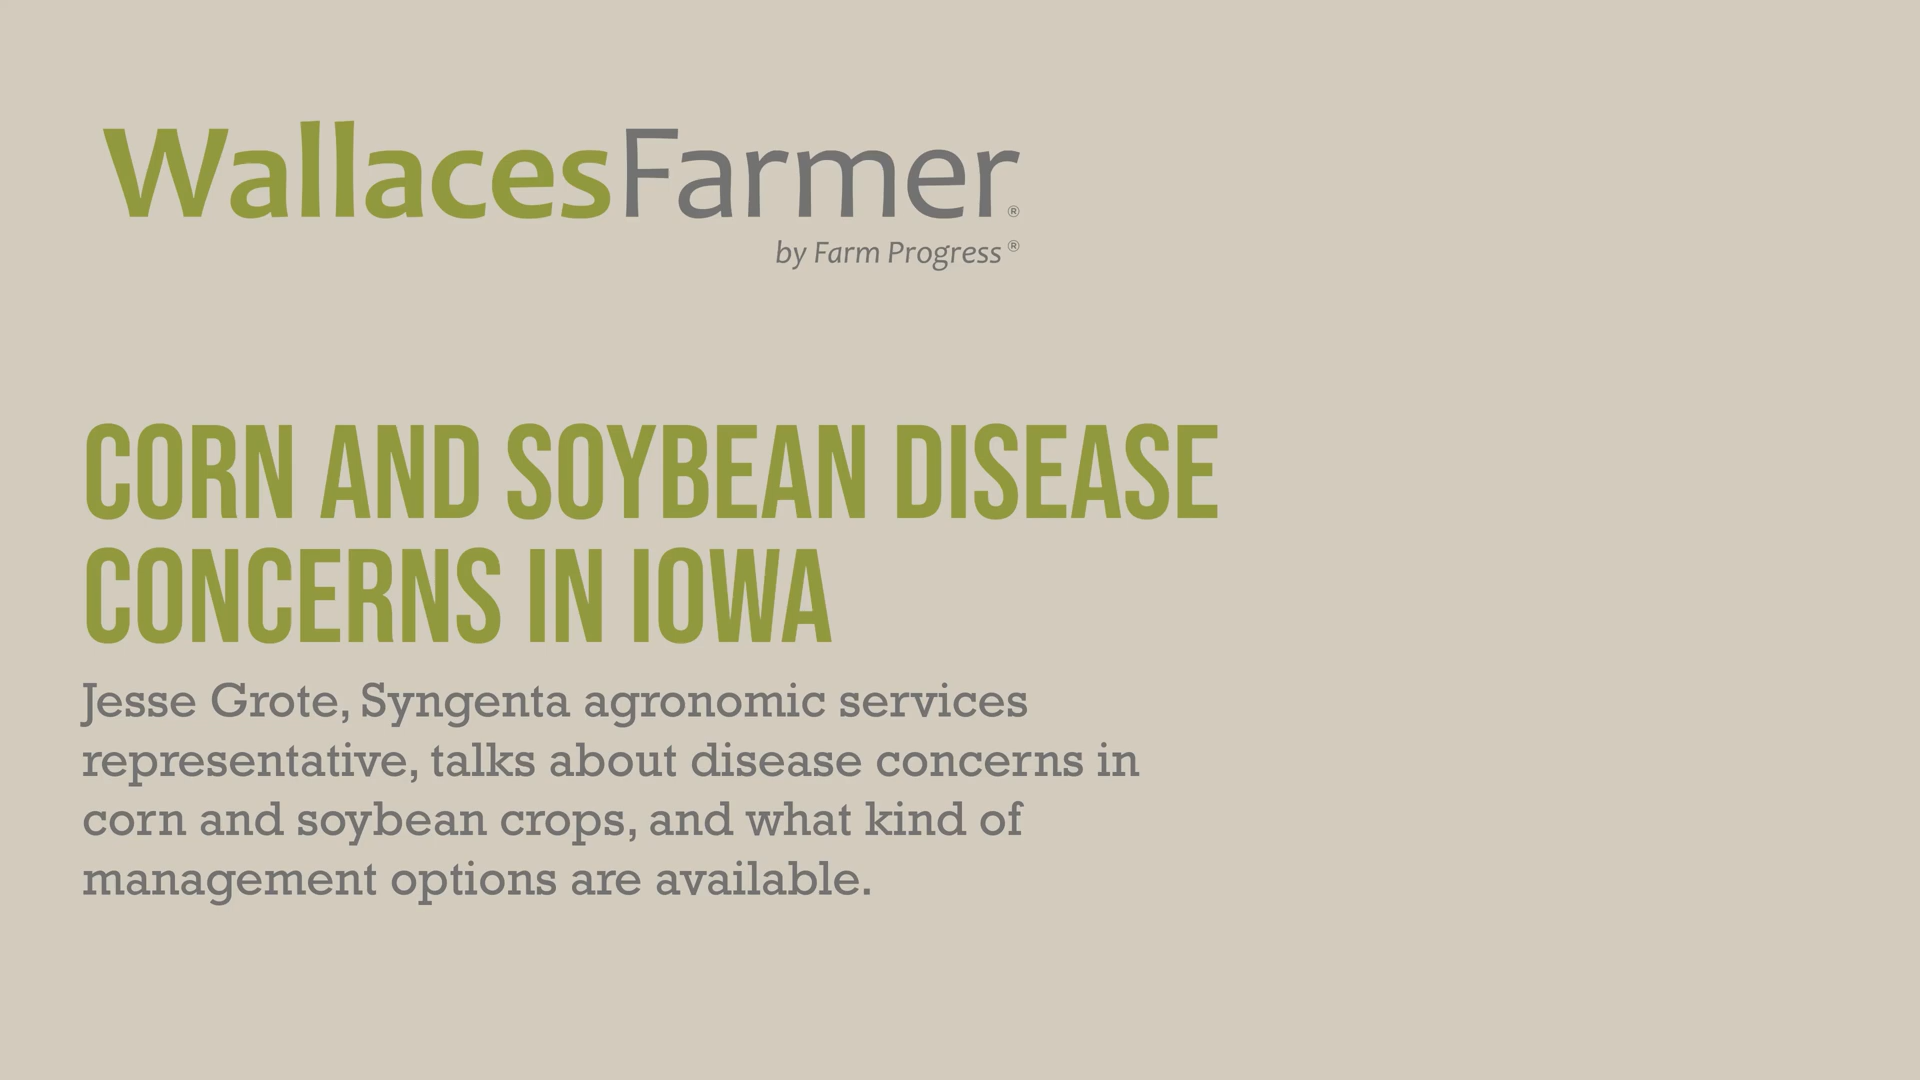 WallacesFarmer®
by Farm Progress®
CORN AND SOYBEAN DISEASE
CONCERNS IN IOWA
Jesse Grote, Syngenta agronomic services
representative, talks about disease concerns in
corn and soybean crops, and what kind of
management options are available.